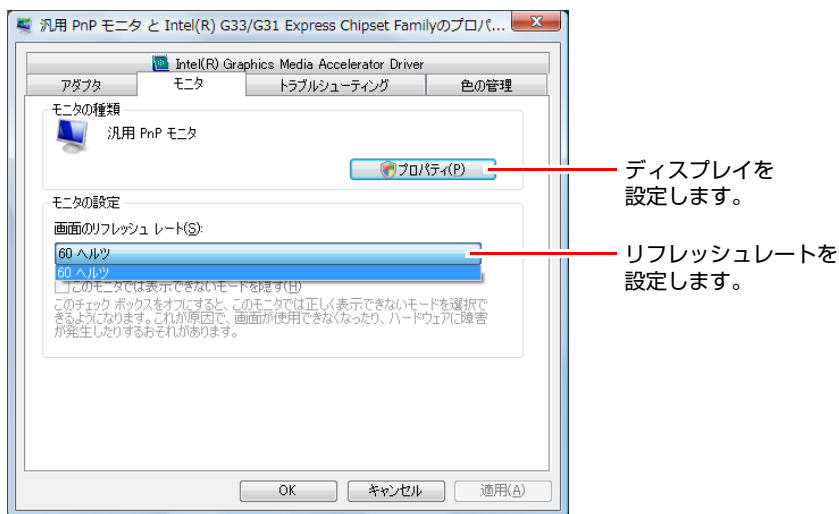 汎用 PnP モニタ と Intel(R) G33/G31 Express Chipset Familyのプロパ...
Intel(R) Graphics Media Accelerator Driver
アダプタ
モニタ
トラブルシューティング
色の管理
モニタの種類
汎用 PnP モニタ
プロパティ(P)
モニタの設定
画面のリフレッシュ レート(S):
60 ヘルツ
60 ヘルツ
このモニタでは表示できないモードを隠す(H)
このチェック ボックスをオフにすると、このモニタでは正しく表示できないモードを選択で
きるようになります。これが原因で、画面が使用できなくなったり、ハードウェアに障害
が発生したりするおそれがあります。
OK
キャンセル
適用(A)
ディスプレイを
設定します。
リフレッシュレートを
設定します。